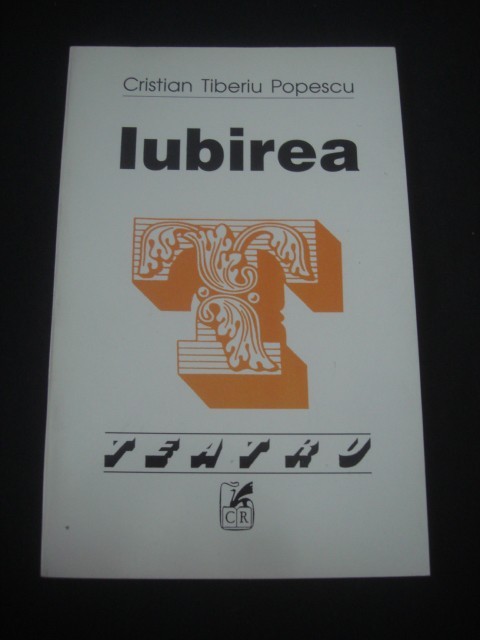 Cristian Tiberiu Popescu
Iubirea
T
TEATRU
CR